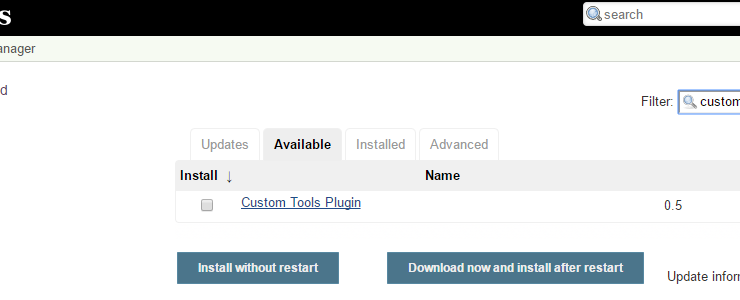 s
search
anager
d
Filter: custom
Updates Available Installed Advanced
Install ↓ Name
Custom Tools Plugin 0.5
Install without restart Download now and install after restart Update infor